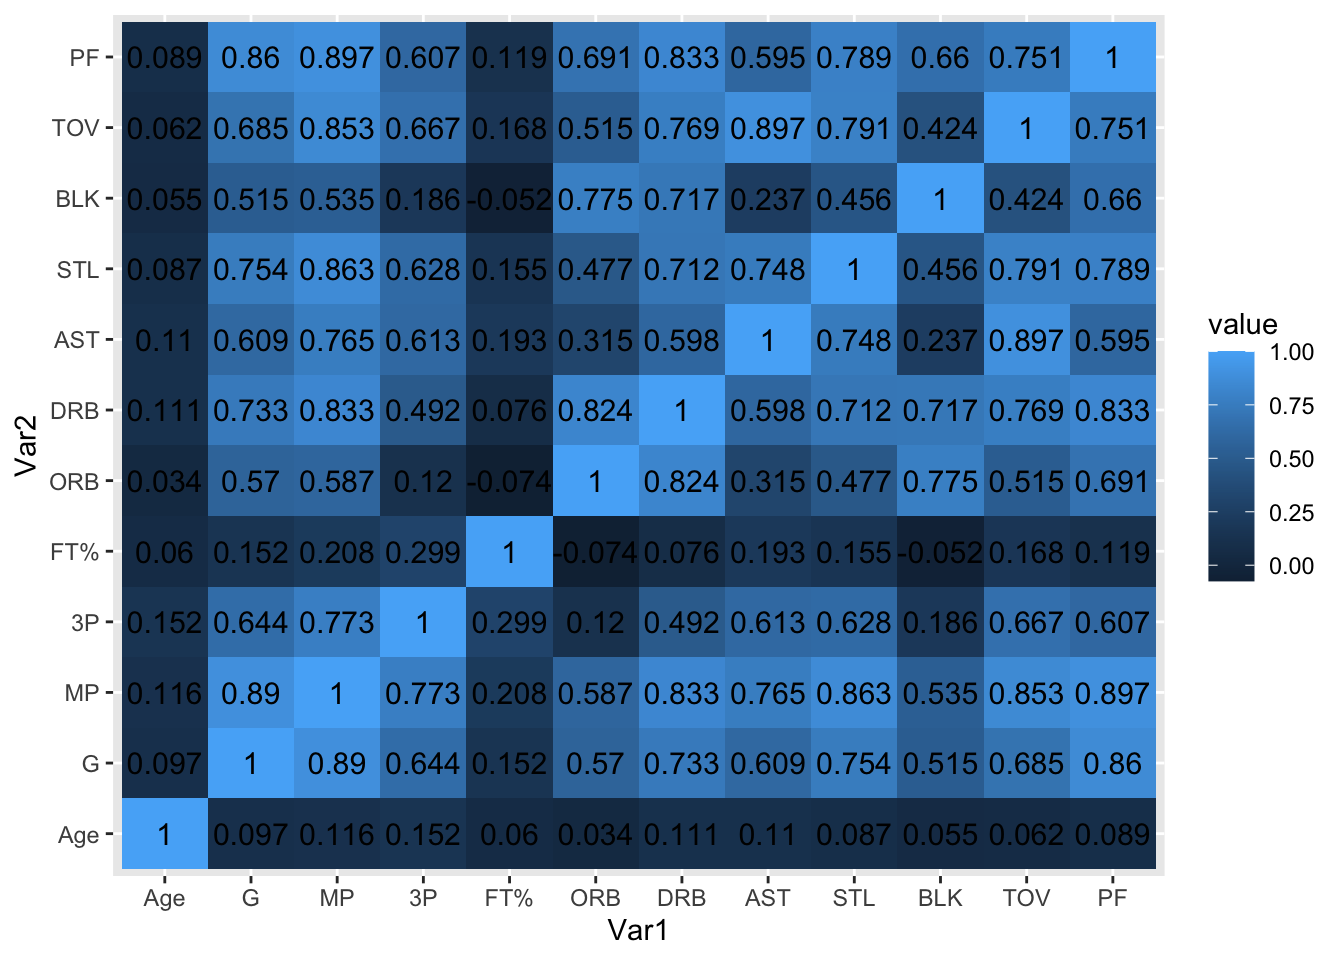 PF 0.089 0.86 0.897 0.607 0.119 0.691 0.833 0.595 0.789 0.66 0.751 1
TOV 0.062 0.685 0.853 0.667 0.168 0.515 0.769 0.897 0.791 0.424 1 0.751
BLK 0.055 0.515 0.535 0.186 -0.052 0.775 0.717 0.237 0.456 1 0.424 0.66
STL 0.087 0.754 0.863 0.628 0.155 0.477 0.712 0.748 1 0.456 0.791 0.789
AST 0.11 0.609 0.765 0.613 0.193 0.315 0.598 1 0.748 0.237 0.897 0.595
DRB 0.111 0.733 0.833 0.492 0.076 0.824 1 0.598 0.712 0.717 0.769 0.833
ORB 0.034 0.57 0.587 0.12 -0.074 1 0.824 0.315 0.477 0.775 0.515 0.691
FT% 0.06 0.152 0.208 0.299 1 -0.074 0.076 0.193 0.155 -0.052 0.168 0.119
3P 0.152 0.644 0.773 1 0.299 0.12 0.492 0.613 0.628 0.186 0.667 0.607
MP 0.116 0.89 1 0.773 0.208 0.587 0.833 0.765 0.863 0.535 0.853 0.897
G 0.097 1 0.89 0.644 0.152 0.57 0.733 0.609 0.754 0.515 0.685 0.86
Age 1 0.097 0.116 0.152 0.06 0.034 0.111 0.11 0.087 0.055 0.062 0.089
Age G MP 3P FT% ORB DRB AST STL BLK TOV PF
Var1
Var2
value
1.00
0.75
0.50
0.25
0.00